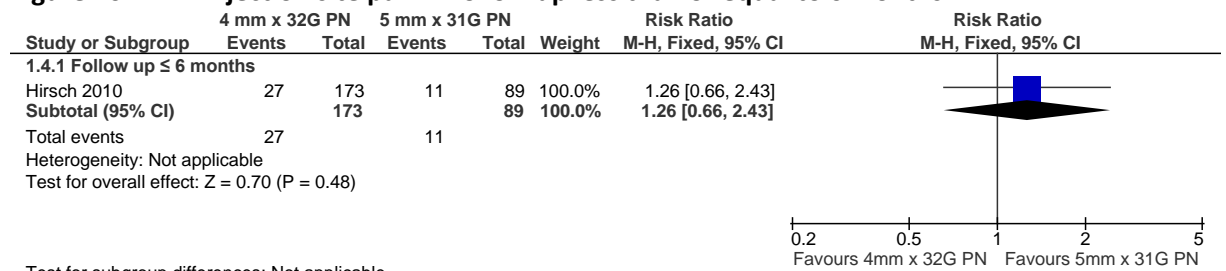 4 mm x 32G PN 5 mm x 31G PN Risk Ratio Risk Ratio
Study or Subgroup Events Total Events Total Weight M-H, Fixed, 95% CI M-H, Fixed, 95% CI
1.4.1 Follow up ≤ 6 months
Hirsch 2010 27 173 11 89 100.0% 1.26 [0.66, 2.43]
Subtotal (95% CI) 173 89 100.0% 1.26 [0.66, 2.43]
Total events 27 11
Heterogeneity: Not applicable
Test for overall effect: Z = 0.70 (P = 0.48)
0.2 0.5 1 2 5
Favours 4mm x 32G PN Favours 5mm x 31G PN
Test for subgroup differences: Not applicable